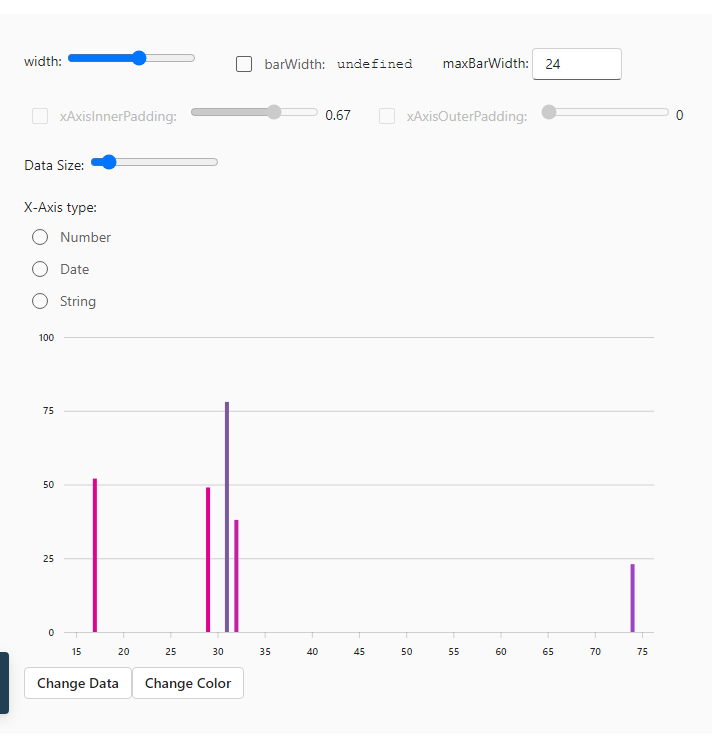 width: barWidth: undefined maxBarWidth: 24
xAxisInnerPadding: 0.67 xAxisOuterPadding: 0
Data Size:
X-Axis type:
Number
Date
String
100
75
50
25
0
15 20 25 30 35 40 45 50 55 60 65 70 75
Change Data Change Color